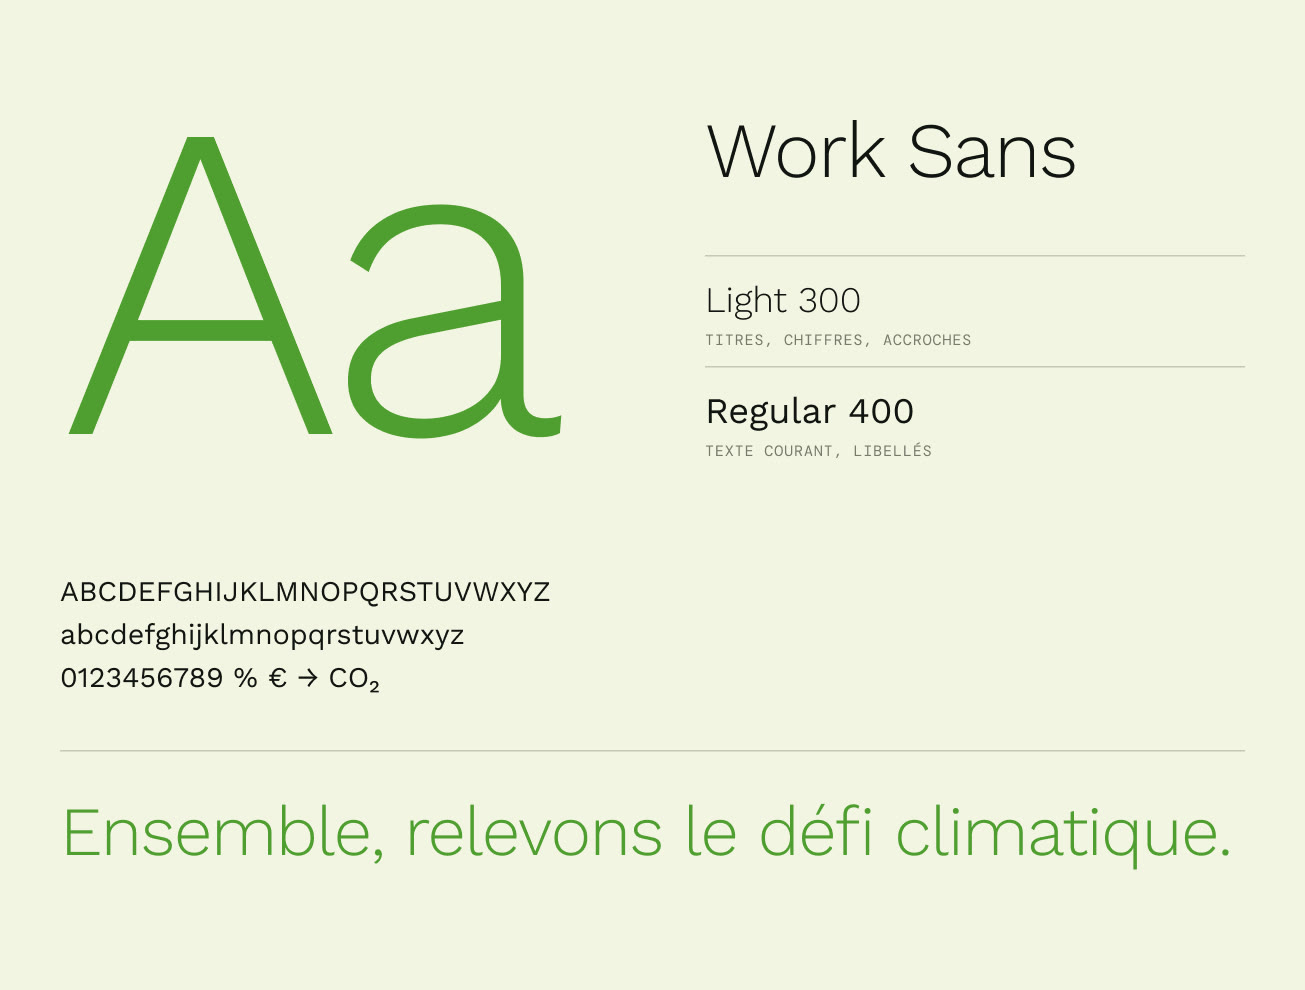 Aa
Work Sans
Light 300
TITRES, CHIFFRES, ACCROCHES
Regular 400
TEXTE COURANT, LIBELLÉS
ABCDEFGHIJKLMNOPQRSTUVWXYZ
abcdefghijklmnopqrstuvwxyz
0123456789 % € → CO₂
Ensemble, relevons le défi climatique.